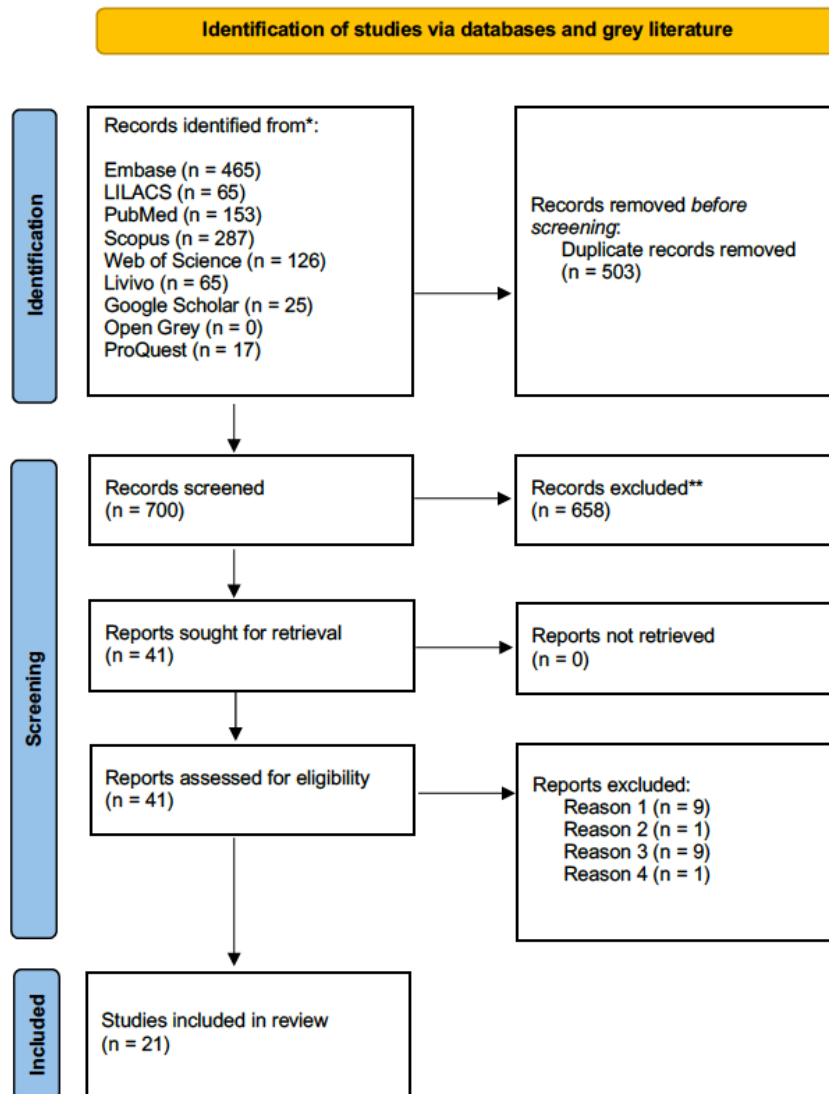 Identification of studies via databases and grey literature
Identification
Records identified from*:
Embase (n = 465)
LILACS (n = 65)
PubMed (n = 153)
Scopus (n = 287)
Web of Science (n = 126)
Livivo (n = 65)
Google Scholar (n = 25)
Open Grey (n = 0)
ProQuest (n = 17)
Records removed before
screening:
Duplicate records removed
(n = 503)
Screening
Records screened
(n = 700)
Records excluded**
(n = 658)
Reports sought for retrieval
(n = 41)
Reports not retrieved
(n = 0)
Reports assessed for eligibility
(n = 41)
Reports excluded:
Reason 1 (n = 9)
Reason 2 (n = 1)
Reason 3 (n = 9)
Reason 4 (n = 1)
Included
Studies included in review
(n = 21)